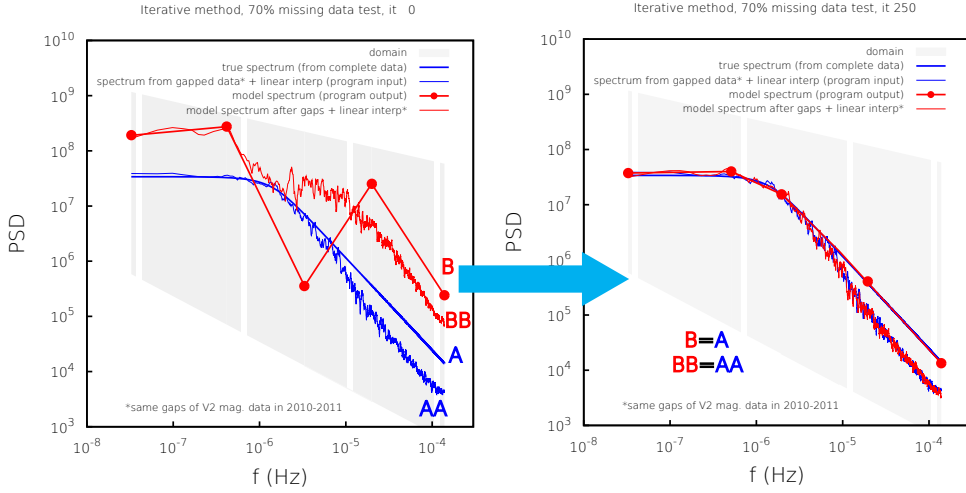 Iterative method, 70% missing data test, it 0
10^10
10^9
10^8
10^7
10^6
10^5
10^4
10^3
PSD
domain
true spectrum (from complete data)
spectrum from gapped data* + linear interp (program input)
model spectrum (program output)
model spectrum after gaps + linear interp*
B
BB
A
AA
*same gaps of V2 mag. data in 2010-2011
10^-8 10^-7 10^-6 10^-5 10^-4
f (Hz)
Iterative method, 70% missing data test, it 250
10^10
10^9
10^8
10^7
10^6
10^5
10^4
10^3
PSD
domain
true spectrum (from complete data)
spectrum from gapped data* + linear interp (program input)
model spectrum (program output)
model spectrum after gaps + linear interp*
B=A
BB=AA
*same gaps of V2 mag. data in 2010-2011
10^-8 10^-7 10^-6 10^-5 10^-4
f (Hz)